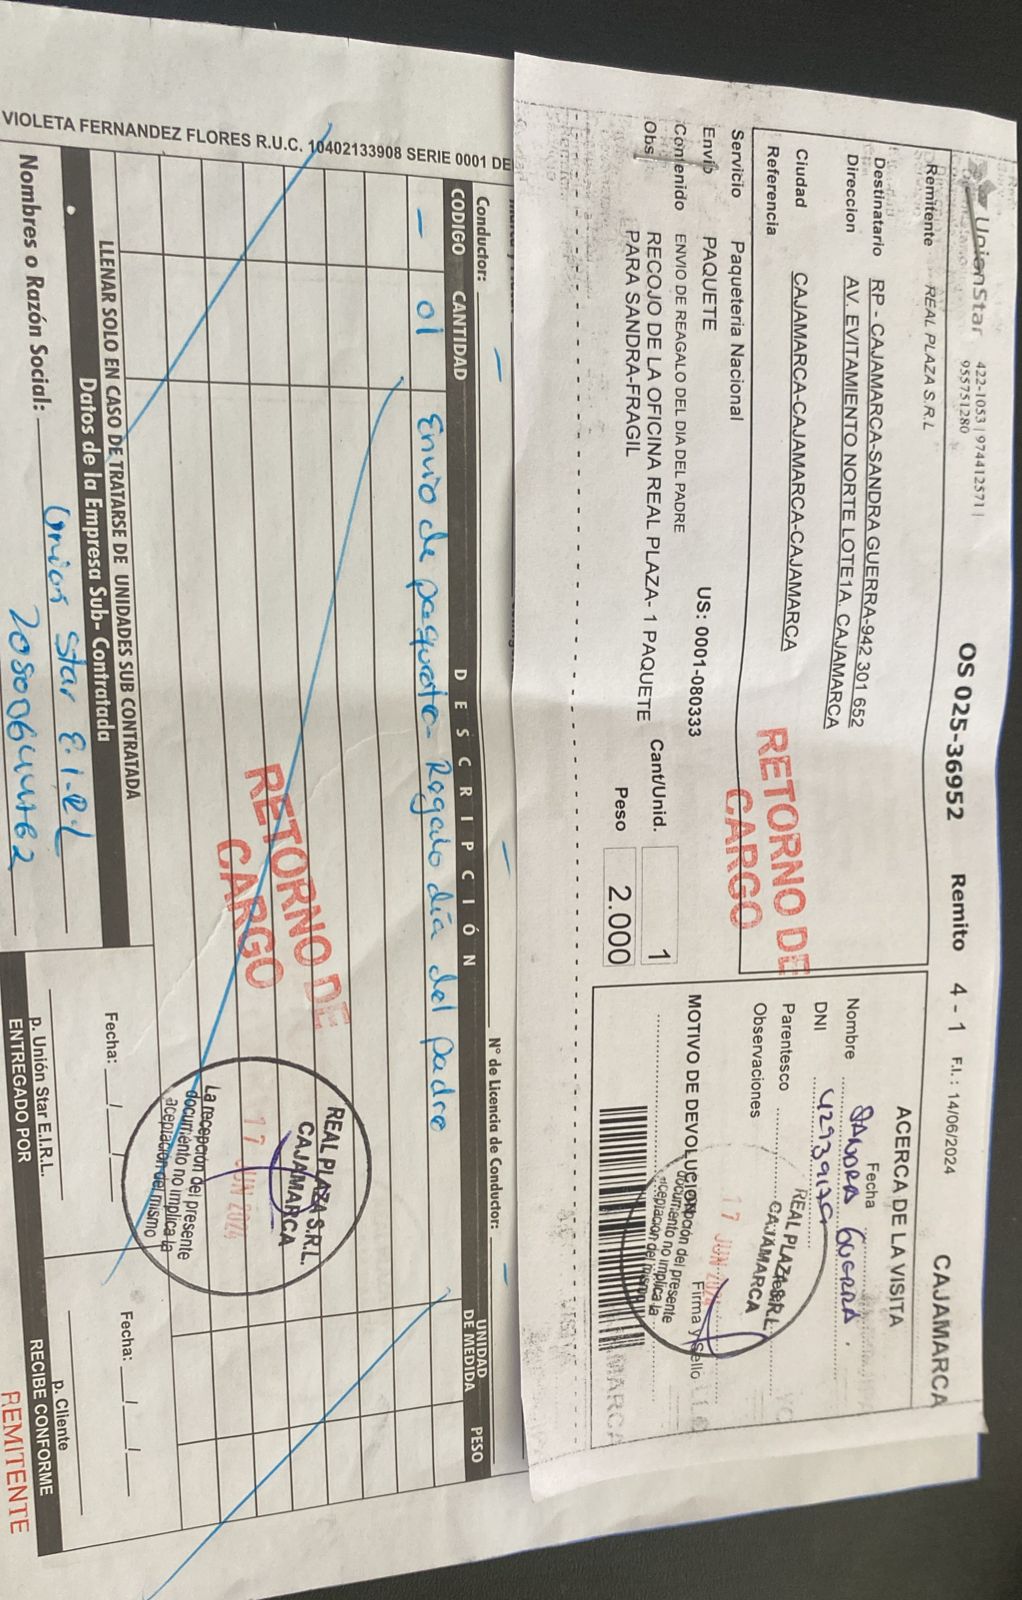 UnionStar 422-1053 | 974412571 |
955751280
OS 025-36952 Remito 4 - 1 F.I. : 14/06/2024 CAJAMARCA
Remitente REAL PLAZA S.R.L
Destinatario RP - CAJAMARCA-SANDRA GUERRA-942 301 652
Direccion AV. EVITAMIENTO NORTE LOTE1A. CAJAMARCA
Ciudad CAJAMARCA-CAJAMARCA-CAJAMARCA
Referencia
Servicio Paqueteria Nacional
Envio PAQUETE US: 0001-080333
Contenido ENVIO DE REAGALO DEL DIA DEL PADRE
Obs RECOJO DE LA OFICINA REAL PLAZA- 1 PAQUETE
PARA SANDRA-FRAGIL
Cant/Unid. 1
Peso 2.000
RETORNO DE
CARGO
ACERCA DE LA VISITA
Fecha
Nombre SANDRA GUERRA.
DNI
Parentesco
Observaciones
MOTIVO DE DEVOLUCION
Firma y Sello
REAL PLAZA S.R.L.
CAJAMARCA
17 JUN 2024
documento no implica la
aceptación del mismo
Conductor: N° de Licencia de Conductor:
CODIGO CANTIDAD DESCRIPCIÓN UNIDAD DE MEDIDA PESO
— 01 Envio de paquete- Regalo día del padre
RETORNO DE
CARGO
REAL PLAZA S.R.L.
CAJAMARCA
17 JUN 2024
La recepción del presente
documento no implica la
aceptación del mismo
VIOLETA FERNANDEZ FLORES R.U.C. 10402133908 SERIE 0001 DE
LLENAR SOLO EN CASO DE TRATARSE DE UNIDADES SUB CONTRATADA
Datos de la Empresa Sub- Contratada
Nombres o Razón Social: Union Star E.I.R.L
Fecha: __/__/__
p. Unión Star E.I.R.L.
ENTREGADO POR
Fecha: __/__/__
p. Cliente
RECIBE CONFORME
REMITENTE